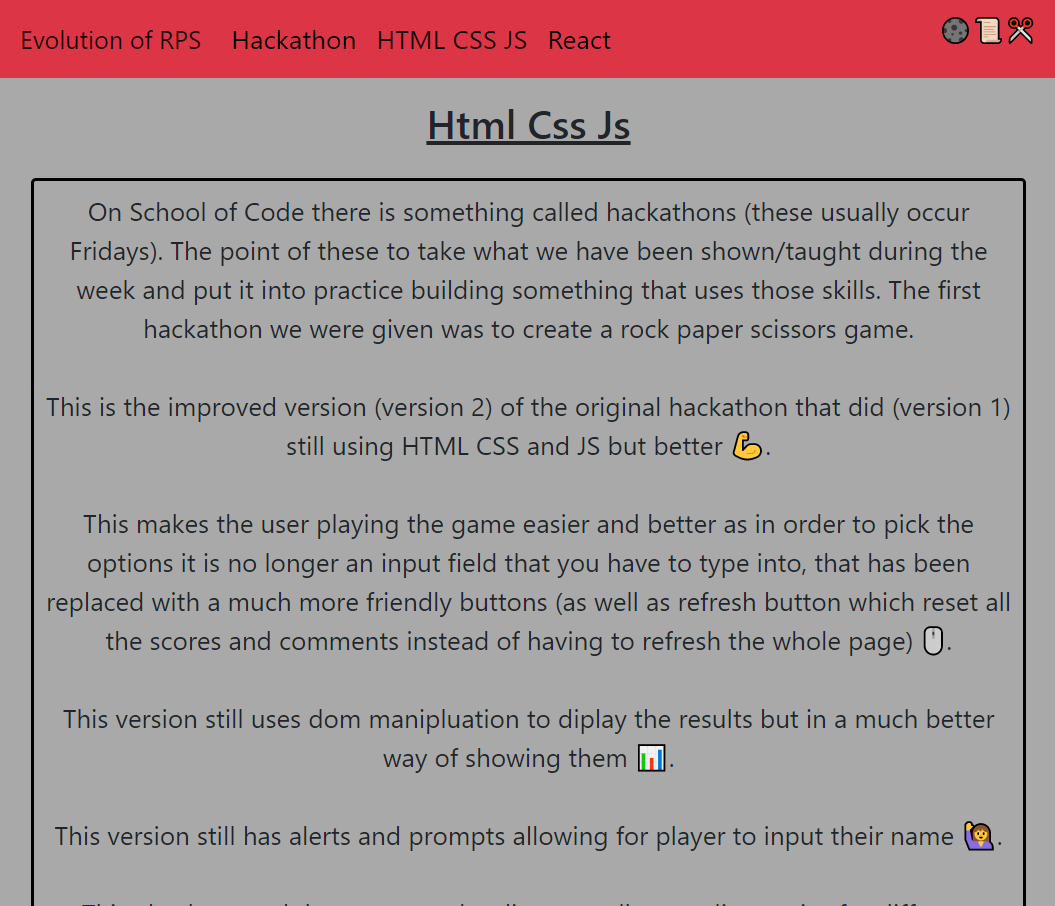 Evolution of RPS Hackathon HTML CSS JS React
Html Css Js
On School of Code there is something called hackathons (these usually occur
Fridays). The point of these to take what we have been shown/taught during the
week and put it into practice building something that uses those skills. The first
hackathon we were given was to create a rock paper scissors game.
This is the improved version (version 2) of the original hackathon that did (version 1)
still using HTML CSS and JS but better 💪.
This makes the user playing the game easier and better as in order to pick the
options it is no longer an input field that you have to type into, that has been
replaced with a much more friendly buttons (as well as refresh button which reset all
the scores and comments instead of having to refresh the whole page) 🖱️.
This version still uses dom manipluation to diplay the results but in a much better
way of showing them 📊.
This version still has alerts and prompts allowing for player to input their name 🙋‍♀️.